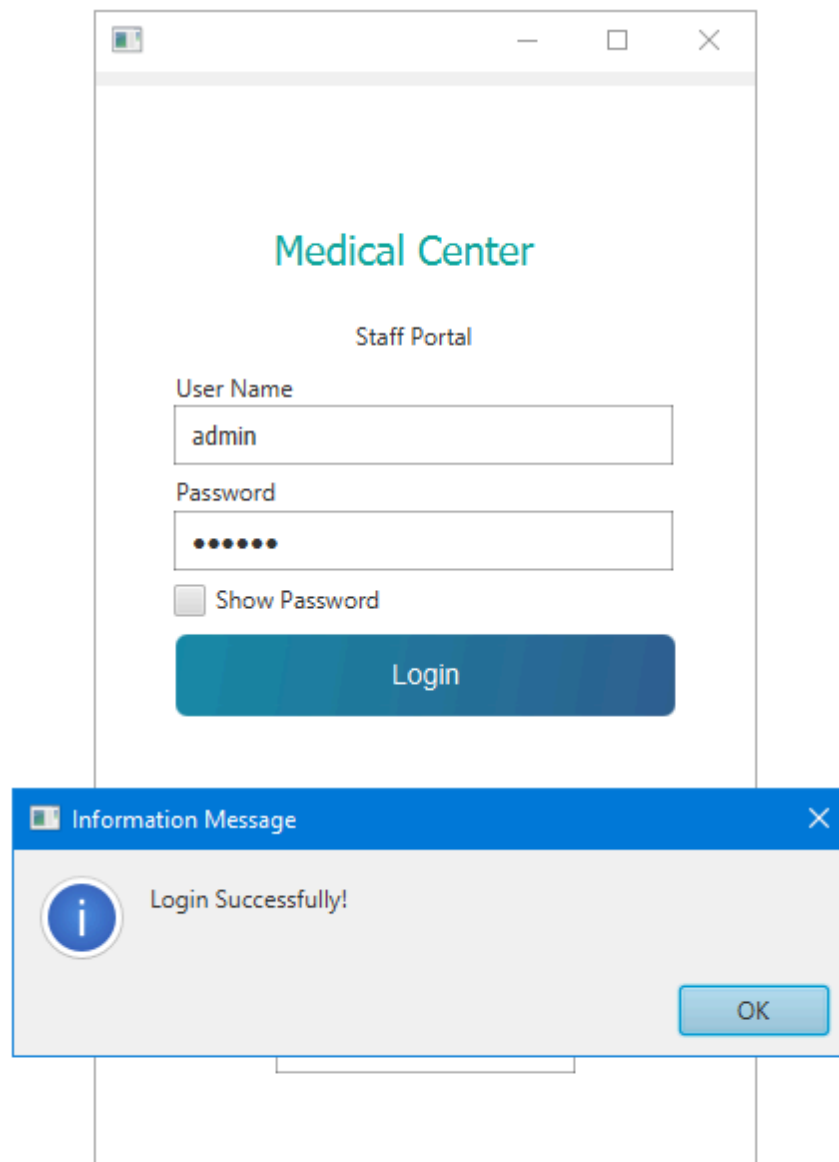 Medical Center
Staff Portal
User Name
admin
Password
••••••
Show Password
Login
Information Message
i
Login Successfully!
OK